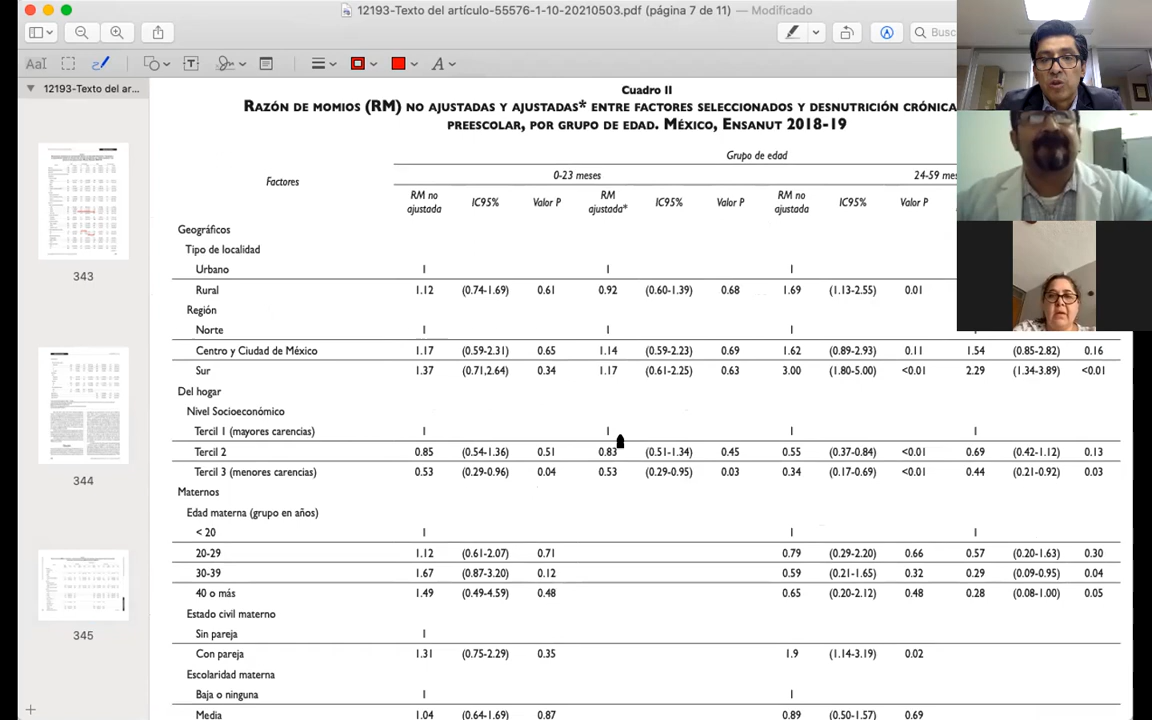 12193-Texto del artículo-55576-1-10-20210503.pdf (página 7 de 11) — Modificado
Busc
AaI
T
A
12193-Texto del ar...
343
344
345
Cuadro II
Razón de momios (RM) no ajustadas y ajustadas* entre factores seleccionados y desnutrición crónica
preescolar, por grupo de edad. México, Ensanut 2018-19
Grupo de edad
Factores 0-23 meses 24-59 mes
RM no ajustada IC95% Valor P RM ajustada* IC95% Valor P RM no ajustada IC95% Valor P
Geográficos
Tipo de localidad
Urbano 1 1 1
Rural 1.12 (0.74-1.69) 0.61 0.92 (0.60-1.39) 0.68 1.69 (1.13-2.55) 0.01
Región
Norte 1 1 1 1
Centro y Ciudad de México 1.17 (0.59-2.31) 0.65 1.14 (0.59-2.23) 0.69 1.62 (0.89-2.93) 0.11 1.54 (0.85-2.82) 0.16
Sur 1.37 (0.71,2.64) 0.34 1.17 (0.61-2.25) 0.63 3.00 (1.80-5.00) <0.01 2.29 (1.34-3.89) <0.01
Del hogar
Nivel Socioeconómico
Tercil 1 (mayores carencias) 1 1 1 1
Tercil 2 0.85 (0.54-1.36) 0.51 0.83 (0.51-1.34) 0.45 0.55 (0.37-0.84) <0.01 0.69 (0.42-1.12) 0.13
Tercil 3 (menores carencias) 0.53 (0.29-0.96) 0.04 0.53 (0.29-0.95) 0.03 0.34 (0.17-0.69) <0.01 0.44 (0.21-0.92) 0.03
Maternos
Edad materna (grupo en años)
< 20 1 1 1
20-29 1.12 (0.61-2.07) 0.71 0.79 (0.29-2.20) 0.66 0.57 (0.20-1.63) 0.30
30-39 1.67 (0.87-3.20) 0.12 0.59 (0.21-1.65) 0.32 0.29 (0.09-0.95) 0.04
40 o más 1.49 (0.49-4.59) 0.48 0.65 (0.20-2.12) 0.48 0.28 (0.08-1.00) 0.05
Estado civil materno
Sin pareja 1
Con pareja 1.31 (0.75-2.29) 0.35 1.9 (1.14-3.19) 0.02
Escolaridad materna
Baja o ninguna 1 1
Media 1.04 (0.64-1.69) 0.87 0.89 (0.50-1.57) 0.69